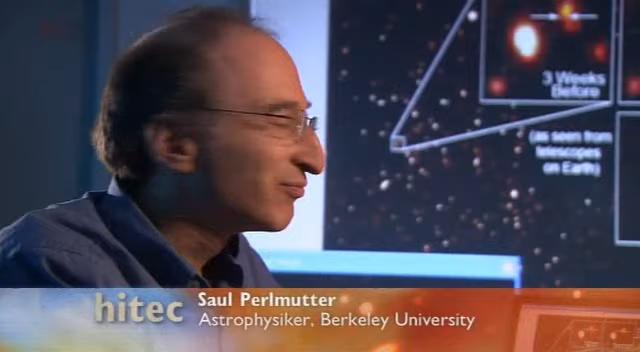 3 Weeks
Before
(as seen from
telescopes
on Earth)
hitec
Saul Perlmutter
Astrophysiker, Berkeley University